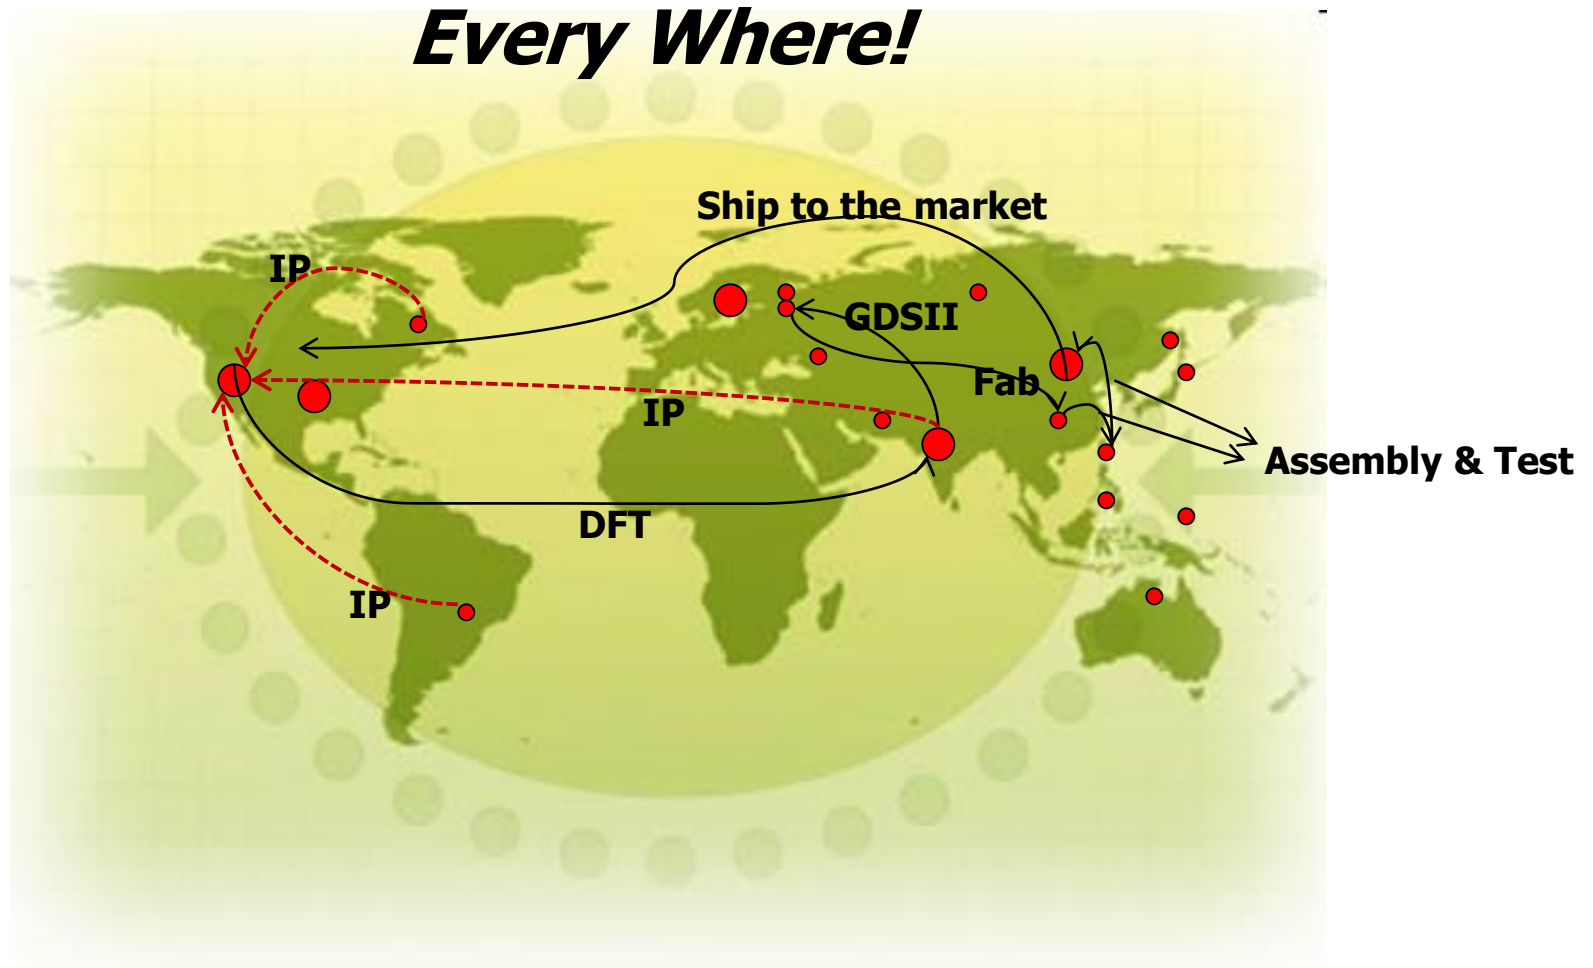 Every Where!
Ship to the market
IP
GDSII
Fab
IP
Assembly & Test
DFT
IP